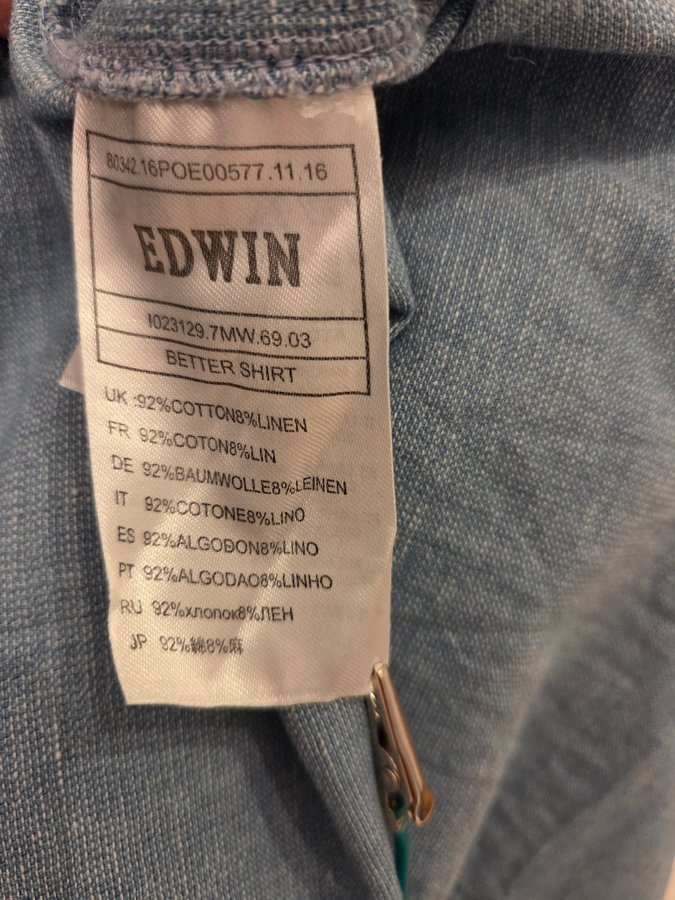 80342.16POE00577.11.16
EDWIN
I023129.7MW.69.03
BETTER SHIRT
UK :92%COTTON8%LINEN
FR 92%COTON8%LIN
DE 92%BAUMWOLLE8%LEINEN
IT 92%COTONE8%LINO
ES 92%ALGOÐON8%LINO
PT 92%ALGODAO8%LINHO
RU 92%хлопок8%ЛЕН
JP 92%綿8%麻